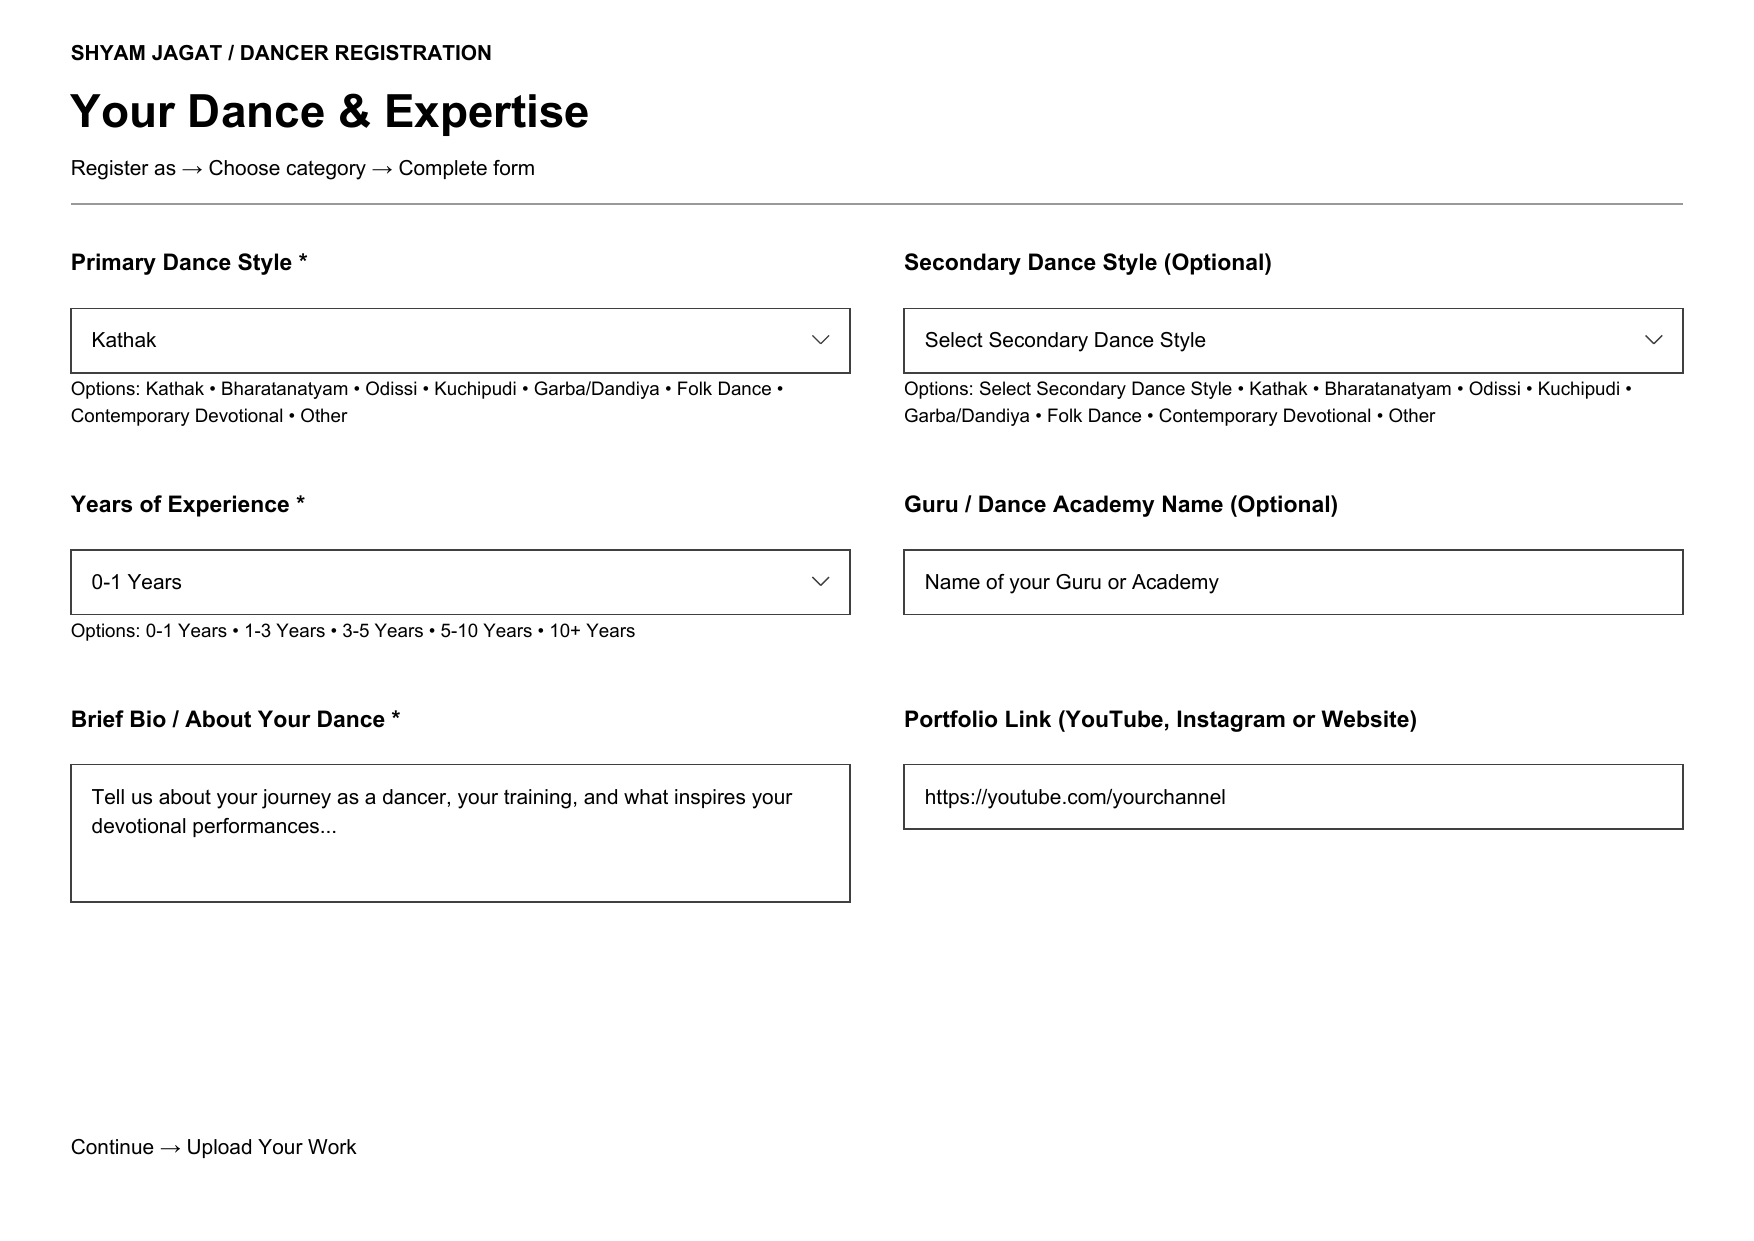 SHYAM JAGAT / DANCER REGISTRATION
Your Dance & Expertise
Register as → Choose category → Complete form
Primary Dance Style *
Kathak
Options: Kathak • Bharatanatyam • Odissi • Kuchipudi • Garba/Dandiya • Folk Dance •
Contemporary Devotional • Other
Secondary Dance Style (Optional)
Select Secondary Dance Style
Options: Select Secondary Dance Style • Kathak • Bharatanatyam • Odissi • Kuchipudi •
Garba/Dandiya • Folk Dance • Contemporary Devotional • Other
Years of Experience *
0-1 Years
Options: 0-1 Years • 1-3 Years • 3-5 Years • 5-10 Years • 10+ Years
Guru / Dance Academy Name (Optional)
Name of your Guru or Academy
Brief Bio / About Your Dance *
Tell us about your journey as a dancer, your training, and what inspires your
devotional performances...
Portfolio Link (YouTube, Instagram or Website)
https://youtube.com/yourchannel
Continue → Upload Your Work